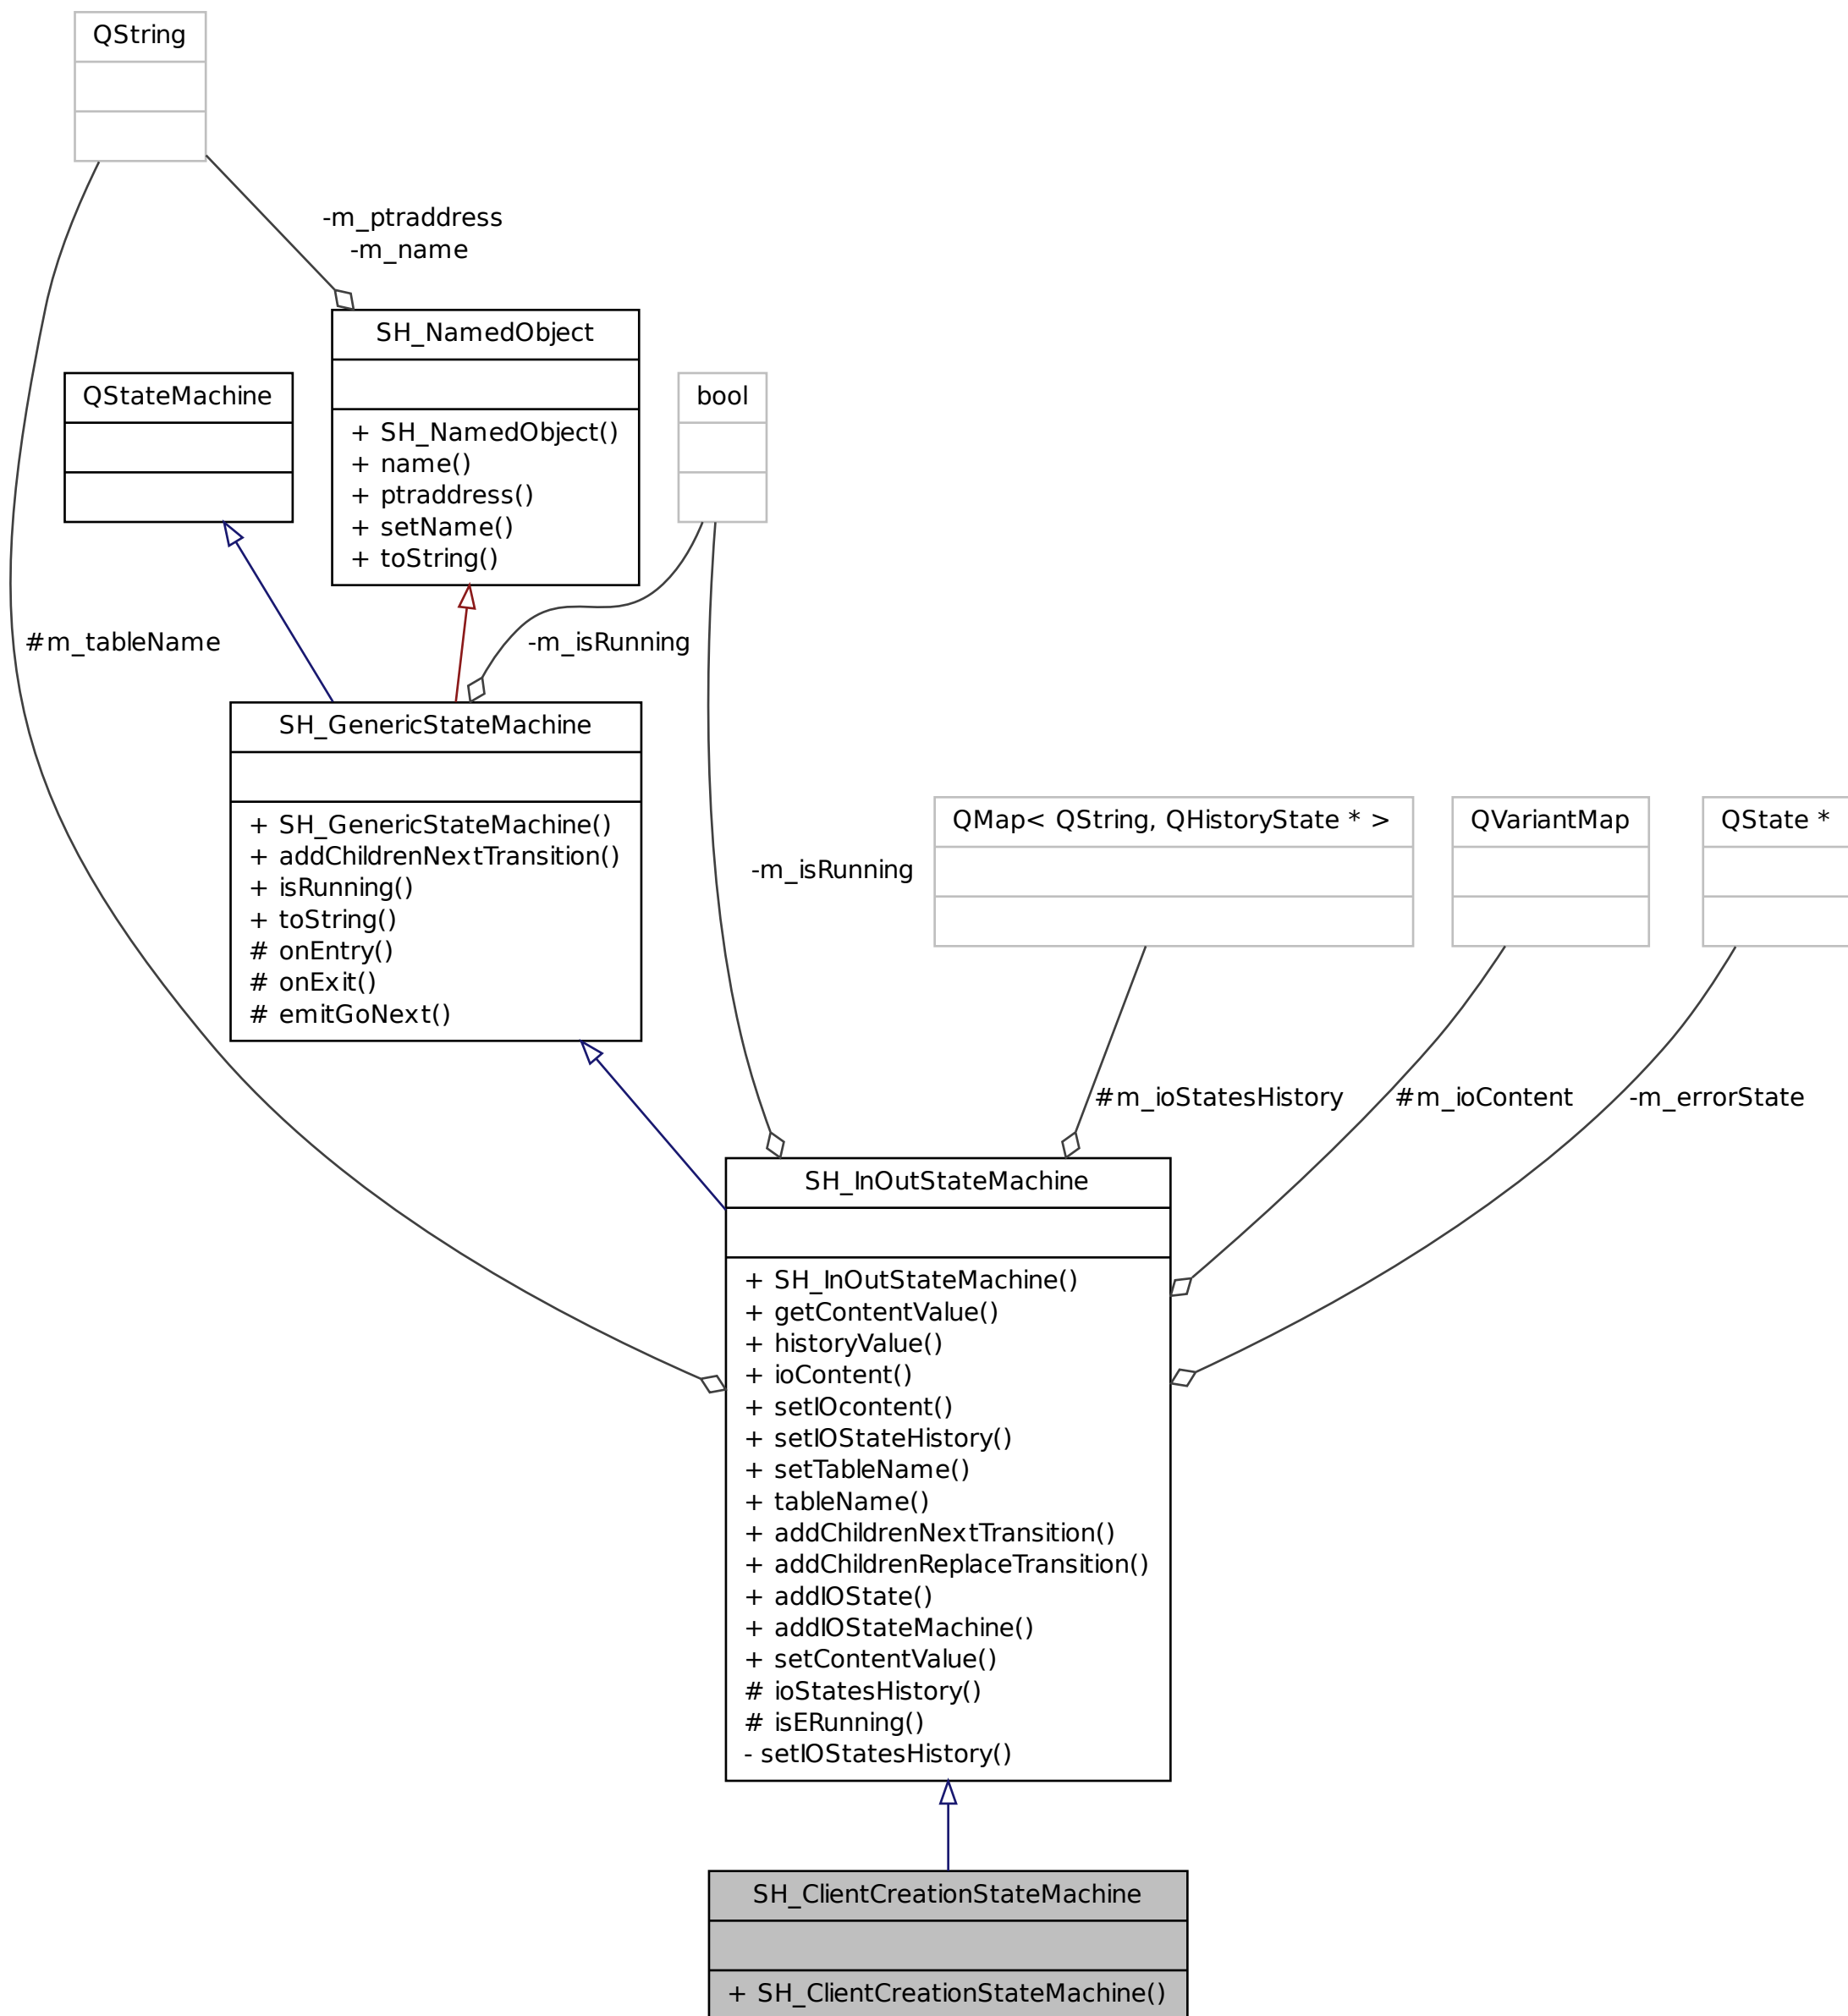 QString
-m_ptraddress
-m_name
SH_NamedObject
+ SH_NamedObject()
+ name()
+ ptraddress()
+ setName()
+ toString()
QStateMachine
bool
#m_tableName
-m_isRunning
SH_GenericStateMachine
+ SH_GenericStateMachine()
+ addChildrenNextTransition()
+ isRunning()
+ toString()
# onEntry()
# onExit()
# emitGoNext()
-m_isRunning
QMap< QString, QHistoryState * >
QVariantMap
QState *
#m_ioStatesHistory
#m_ioContent
-m_errorState
SH_InOutStateMachine
+ SH_InOutStateMachine()
+ getContentValue()
+ historyValue()
+ ioContent()
+ setIOcontent()
+ setIOStateHistory()
+ setTableName()
+ tableName()
+ addChildrenNextTransition()
+ addChildrenReplaceTransition()
+ addIOState()
+ addIOStateMachine()
+ setContentValue()
# ioStatesHistory()
# isERunning()
- setIOStatesHistory()
SH_ClientCreationStateMachine
+ SH_ClientCreationStateMachine()